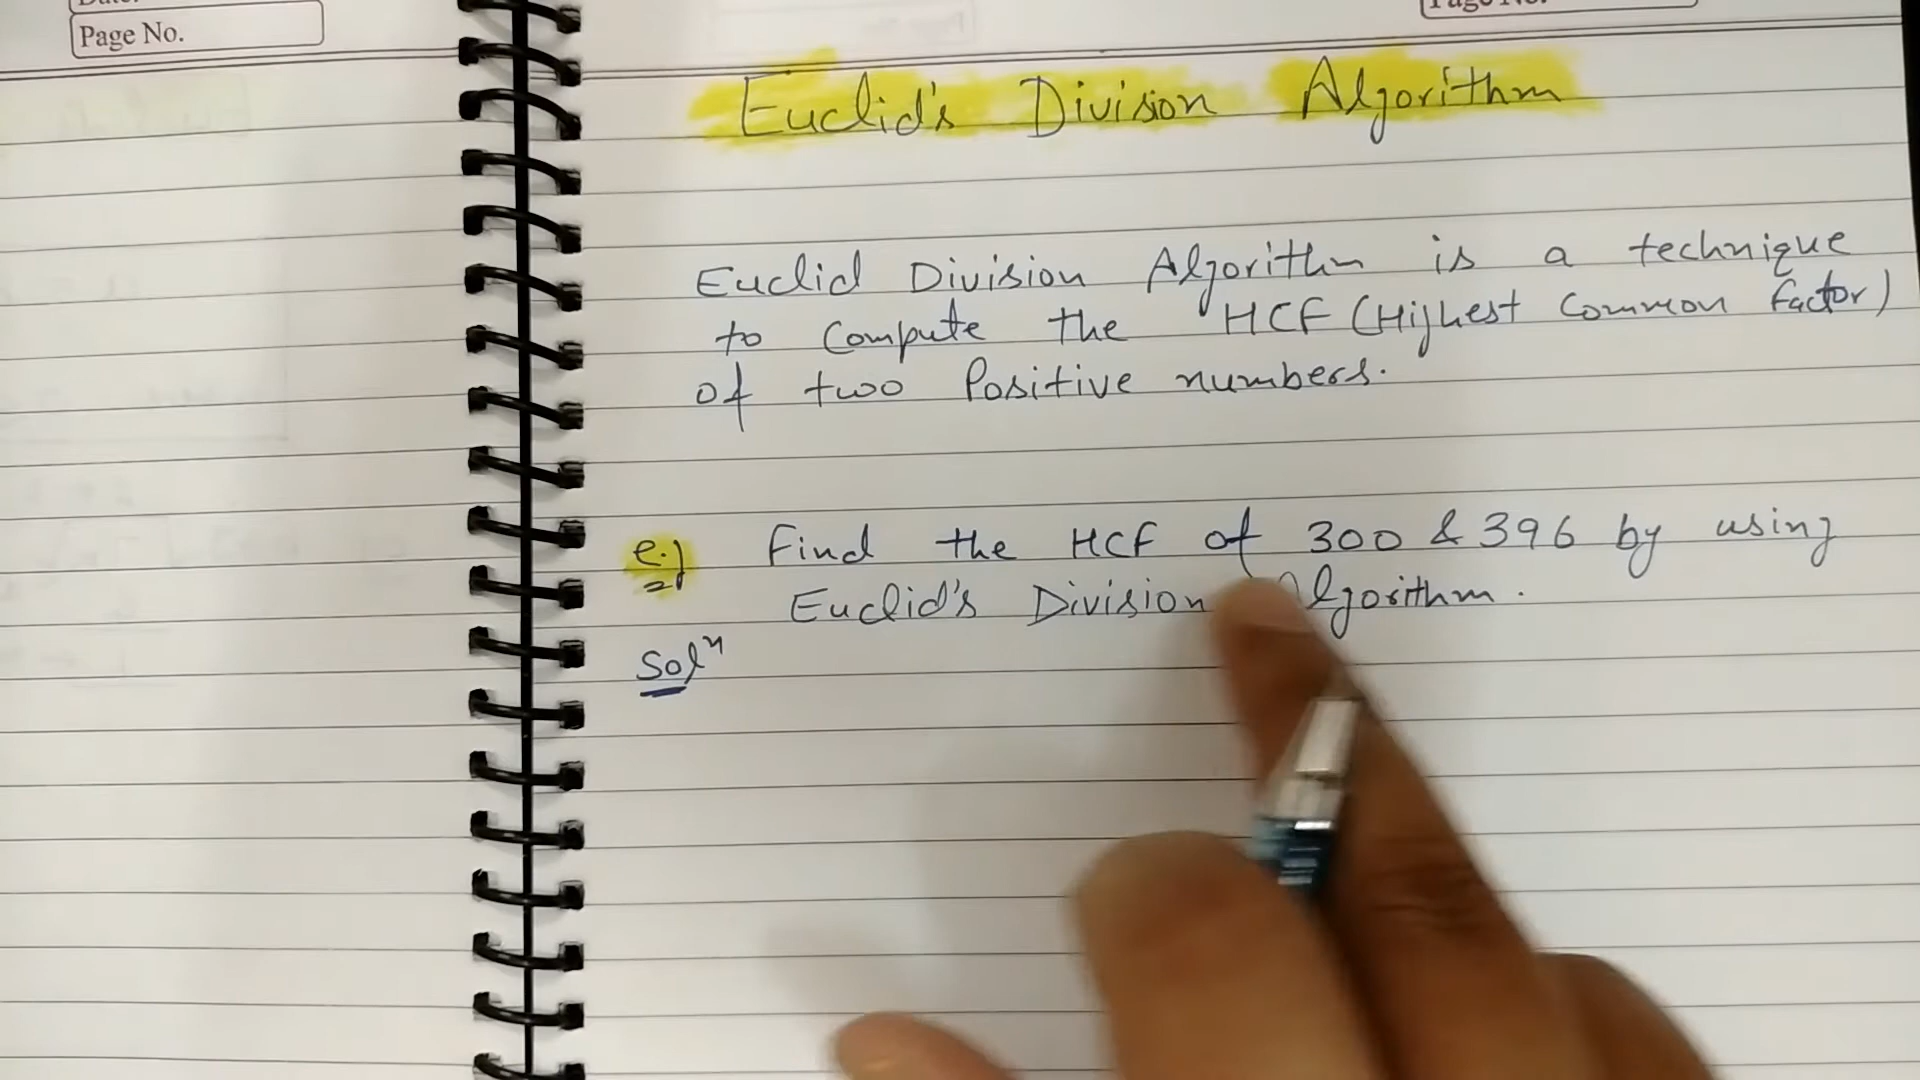 Page No.
Euclid's Division Algorithm
Euclid Division Algorithm is a technique
to Compute the HCF (Highest Common factor)
of two Positive numbers.
e.g Find the HCF of 300 & 396 by using
Euclid's Division Algorithm.
Solⁿ